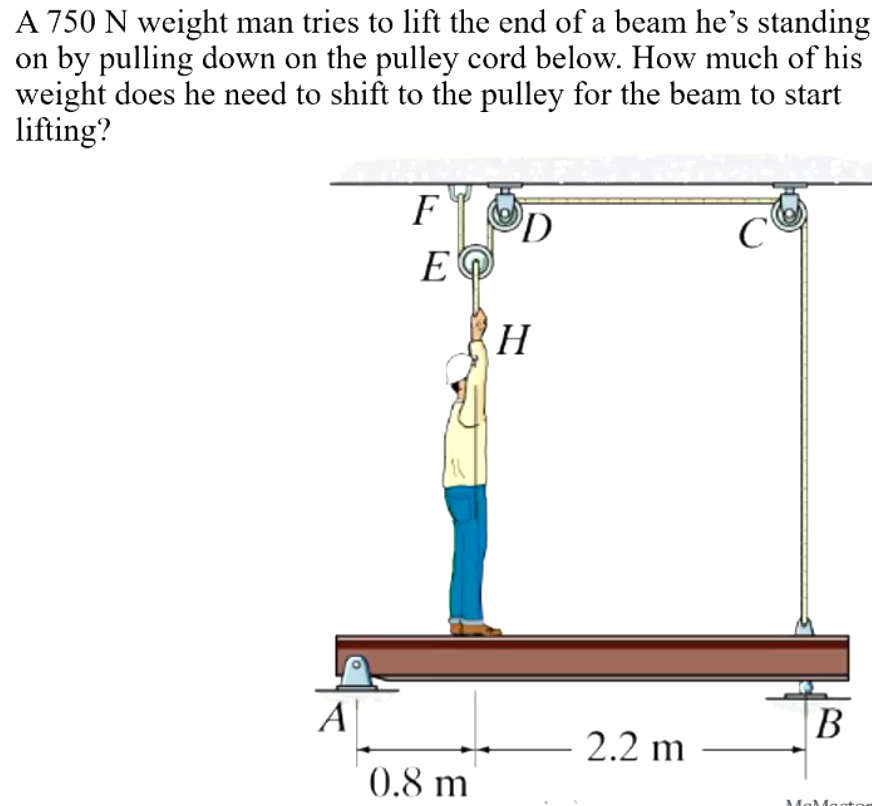 A 750 N weight man tries to lift the end of a beam he's standing
on by pulling down on the pulley cord below. How much of his
weight does he need to shift to the pulley for the beam to start
lifting?
F
D
C
E
H
A
B
2.2 m
0.8 m